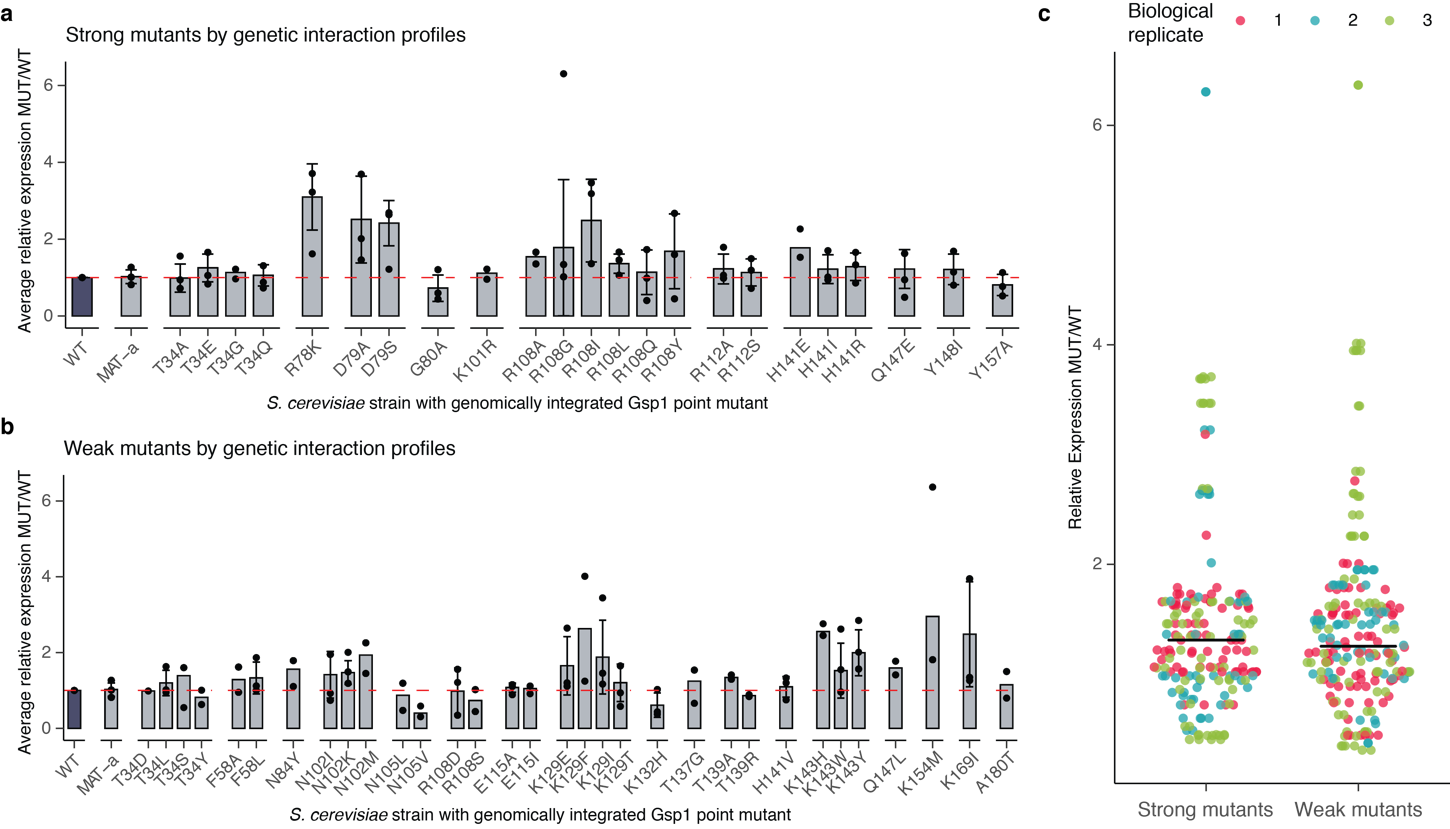 a
Strong mutants by genetic interaction profiles
Average relative expression MUT/WT
6
4
2
0
WT
MAT−a
T34A
T34E
T34G
T34Q
R78K
D79A
D79S
G80A
K101R
R108A
R108G
R108I
R108L
R108Q
R108Y
R112A
R112S
H141E
H141I
H141R
Q147E
Y148I
Y157A
S. cerevisiae strain with genomically integrated Gsp1 point mutant
b
Weak mutants by genetic interaction profiles
Average relative expression MUT/WT
6
4
2
0
WT
MAT−a
T34D
T34L
T34S
T34Y
F58A
F58L
N84Y
N102I
N102K
N102M
N105L
N105V
R108D
R108S
E115A
E115I
K129E
K129F
K129I
K129T
K132H
T137G
T139A
T139R
H141V
K143H
K143W
K143Y
Q147L
K154M
K169I
A180T
S. cerevisiae strain with genomically integrated Gsp1 point mutant
c
Biological
replicate
1
2
3
Relative Expression MUT/WT
6
4
2
Strong mutants
Weak mutants